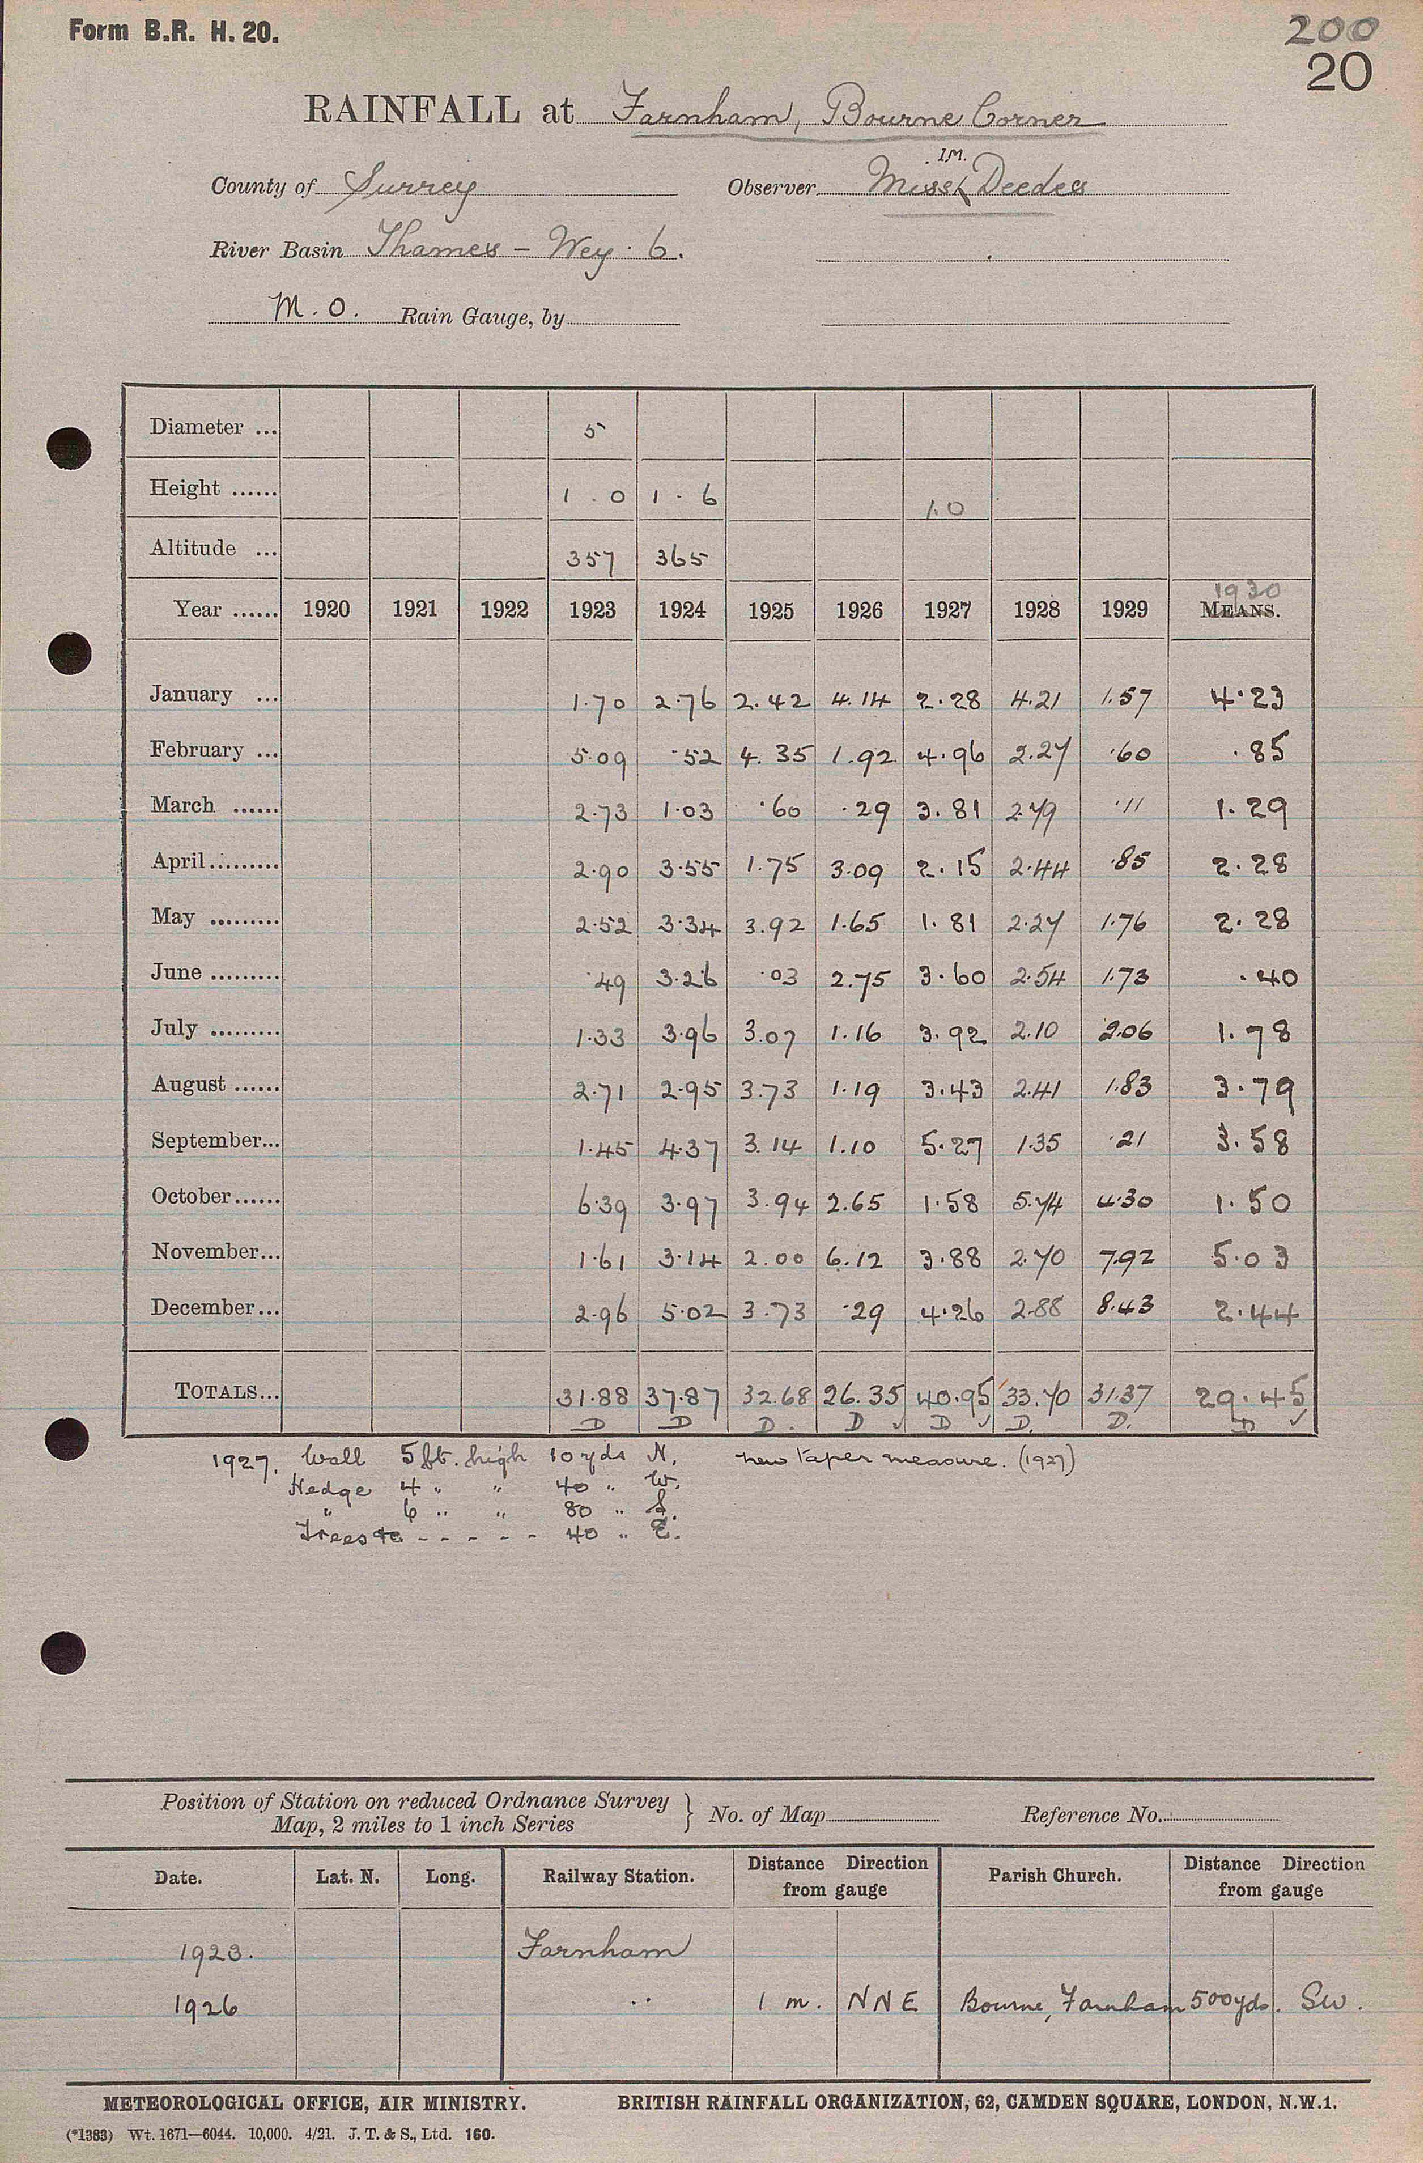 Form B.R. H. 20.
200
20
RAINFALL at Farnham, Bourne Corner
County of Surrey Observer Miss I.M. Deedes
River Basin Thames - Wey. 6.
M.O. Rain Gauge, by
Diameter ... 5
Height ...... 1.0 1.6 1.0
Altitude ... 357 365
1930
Year ...... 1920 1921 1922 1923 1924 1925 1926 1927 1928 1929 MEANS.
January ... 1.70 2.76 2.42 4.14 2.28 4.21 1.57 4.23
February ... 5.09 .52 4.35 1.92 4.96 2.27 .60 .85
March ...... 2.73 1.03 .60 .29 3.81 2.79 .11 1.29
April ......... 2.90 3.55 1.75 3.09 2.15 2.44 .85 2.28
May ......... 2.52 3.34 3.92 1.65 1.81 2.27 1.76 2.28
June ......... .49 3.26 .03 2.75 3.60 2.54 1.73 .40
July ......... 1.33 3.96 3.07 1.16 3.92 2.10 2.06 1.78
August ...... 2.71 2.95 3.73 1.19 3.43 2.41 1.83 3.79
September... 1.45 4.37 3.14 1.10 5.27 1.35 .21 3.58
October...... 6.39 3.97 3.94 2.65 1.58 5.74 4.30 1.50
November... 1.61 3.14 2.00 6.12 3.88 2.70 7.92 5.03
December... 2.96 5.02 3.73 .29 4.26 2.88 8.43 2.44
TOTALS... 31.88 37.87 32.68 26.35 40.95 33.70 31.37 29.45
D D D. D ✓ D ✓ D. D. D ✓
1927. Wall 5 ft. high 10 yds N. new taper measure. (1927)
Hedge 4 " " 40 " W.
" 6 " " 80 " S.
Trees - - - - - 40 " E.
Position of Station on reduced Ordnance Survey
Map, 2 miles to 1 inch Series } No. of Map Reference No.
Date. Lat. N. Long. Railway Station. Distance Direction from gauge Parish Church. Distance Direction from gauge
1923. Farnham
1926 " 1 m. NNE Bourne, Farnham 500yds. SW.
METEOROLOGICAL OFFICE, AIR MINISTRY. BRITISH RAINFALL ORGANIZATION, 62, CAMDEN SQUARE, LONDON, N.W.1.
(*1383) Wt. 1671—6044. 10,000. 4/21. J. T. & S., Ltd. 160.